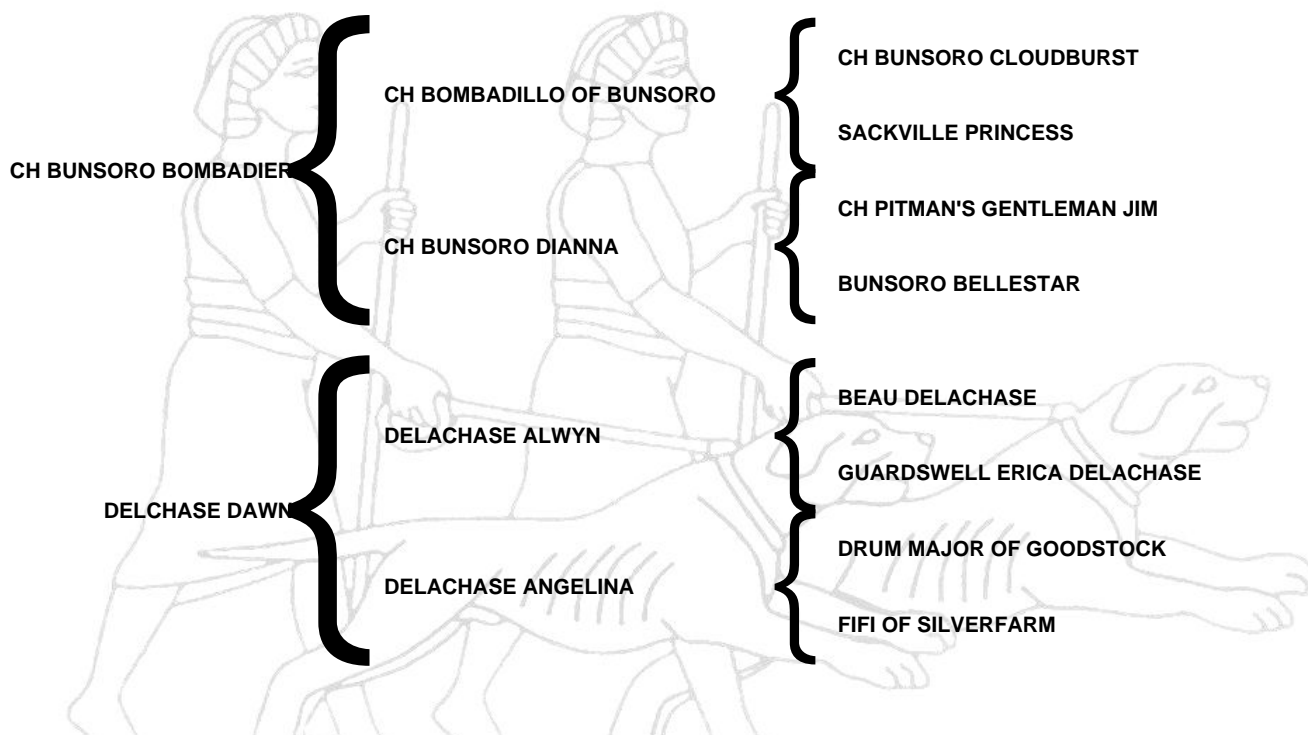 CH BUNSORO BOMBADIER
CH BOMBADILLO OF BUNSORO
CH BUNSORO CLOUDBURST
SACKVILLE PRINCESS
CH BUNSORO DIANNA
CH PITMAN'S GENTLEMAN JIM
BUNSORO BELLESTAR
DELCHASE DAWN
DELACHASE ALWYN
BEAU DELACHASE
GUARDSWELL ERICA DELACHASE
DELACHASE ANGELINA
DRUM MAJOR OF GOODSTOCK
FIFI OF SILVERFARM